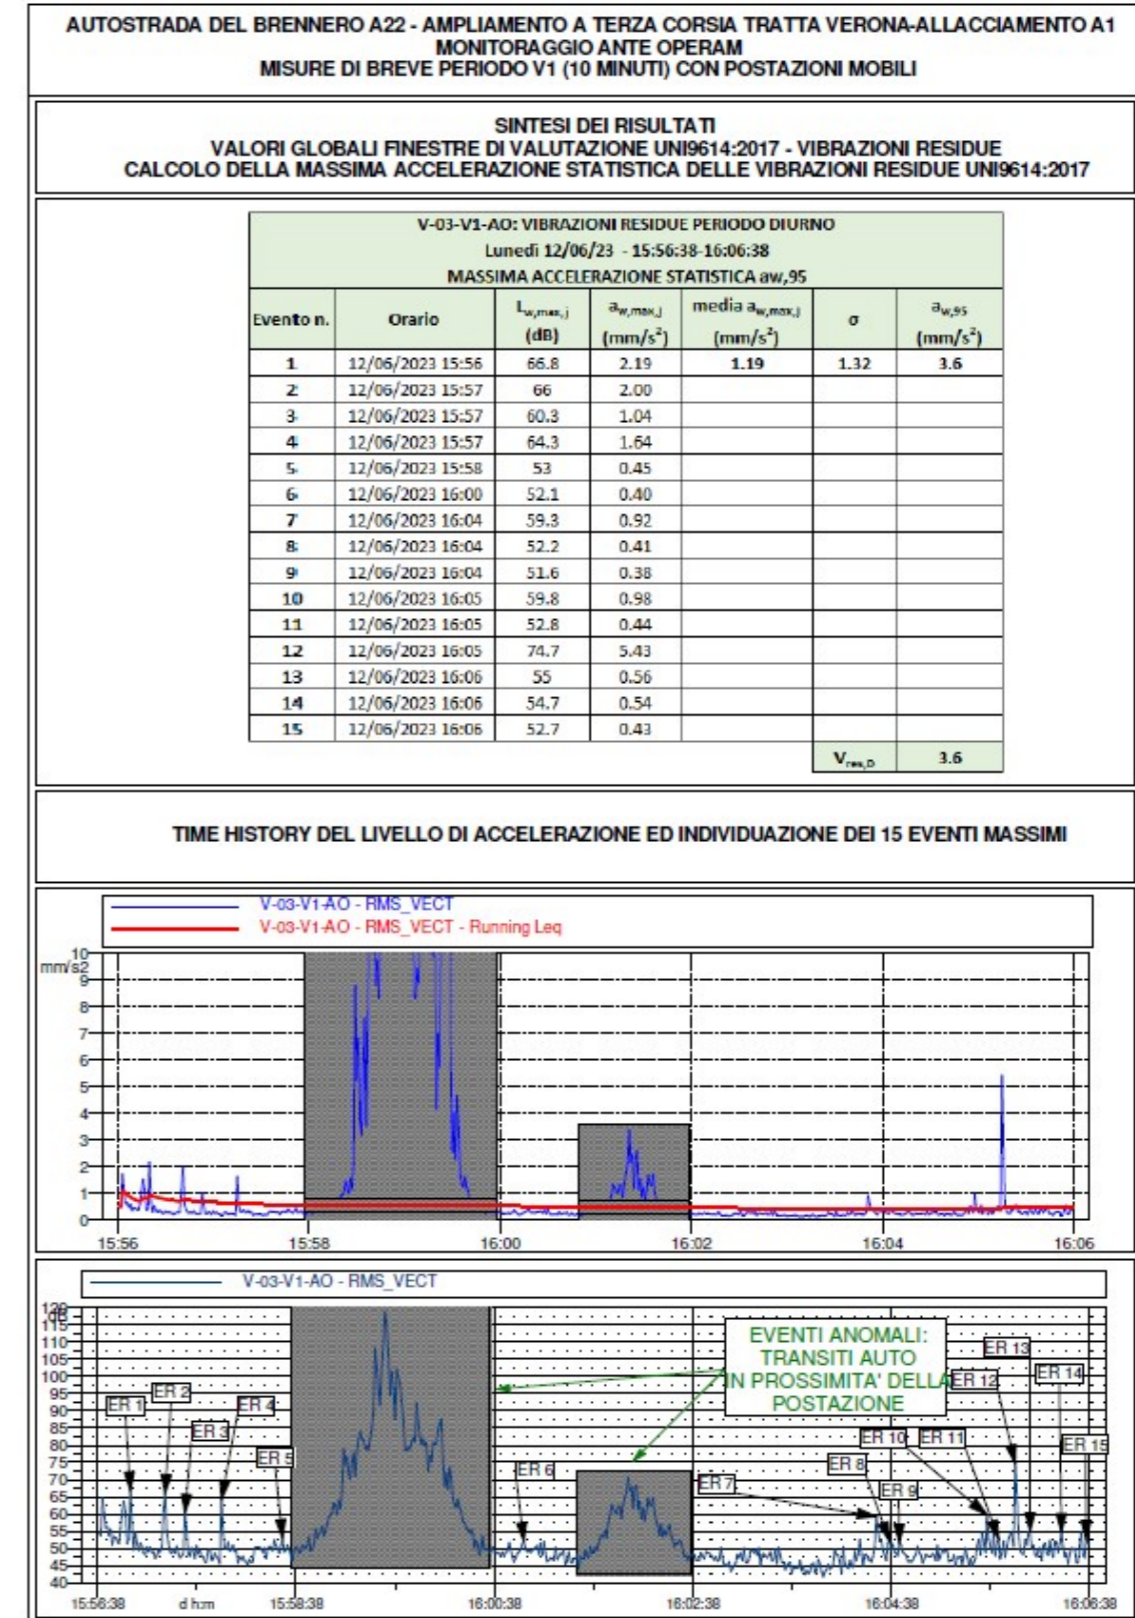 AUTOSTRADA DEL BRENNERO A22 - AMPLIAMENTO A TERZA CORSIA TRATTA VERONA-ALLACCIAMENTO A1
MONITORAGGIO ANTE OPERAM
MISURE DI BREVE PERIODO V1 (10 MINUTI) CON POSTAZIONI MOBILI
SINTESI DEI RISULTATI
VALORI GLOBALI FINESTRE DI VALUTAZIONE UNI9614:2017 - VIBRAZIONI RESIDUE
CALCOLO DELLA MASSIMA ACCELERAZIONE STATISTICA DELLE VIBRAZIONI RESIDUE UNI9614:2017
V-03-V1-AO: VIBRAZIONI RESIDUE PERIODO DIURNO
Lunedì 12/06/23 - 15:56:38-16:06:38
MASSIMA ACCELERAZIONE STATISTICA aw,95
Evento n. Orario Lw,max,j (dB) aw,max,j (mm/s²) media aw,max,j (mm/s²) σ aw,95 (mm/s²)
1 12/06/2023 15:56 66.8 2.19 1.19 1.32 3.6
2 12/06/2023 15:57 66 2.00
3 12/06/2023 15:57 60.3 1.04
4 12/06/2023 15:57 64.3 1.64
5 12/06/2023 15:58 53 0.45
6 12/06/2023 16:00 52.1 0.40
7 12/06/2023 16:04 59.3 0.92
8 12/06/2023 16:04 52.2 0.41
9 12/06/2023 16:04 51.6 0.38
10 12/06/2023 16:05 59.8 0.98
11 12/06/2023 16:05 52.8 0.44
12 12/06/2023 16:05 74.7 5.43
13 12/06/2023 16:06 55 0.56
14 12/06/2023 16:06 54.7 0.54
15 12/06/2023 16:06 52.7 0.43
Vres,D 3.6
TIME HISTORY DEL LIVELLO DI ACCELERAZIONE ED INDIVIDUAZIONE DEI 15 EVENTI MASSIMI
V-03-V1-AO - RMS_VECT
V-03-V1-AO - RMS_VECT - Running Leq
10
mm/s2
9
8
7
6
5
4
3
2
1
0
15:56 15:58 16:00 16:02 16:04 16:06
V-03-V1-AO - RMS_VECT
120
dB
115
110
105
100
95
90
85
80
75
70
65
60
55
50
45
40
EVENTI ANOMALI:
TRANSITI AUTO
IN PROSSIMITA' DELLA
POSTAZIONE
ER 1
ER 2
ER 3
ER 4
ER 5
ER 6
ER 7
ER 8
ER 9
ER 10
ER 11
ER 12
ER 13
ER 14
ER 15
15:56:38 d h:m 15:58:38 16:00:38 16:02:38 16:04:38 16:06:38